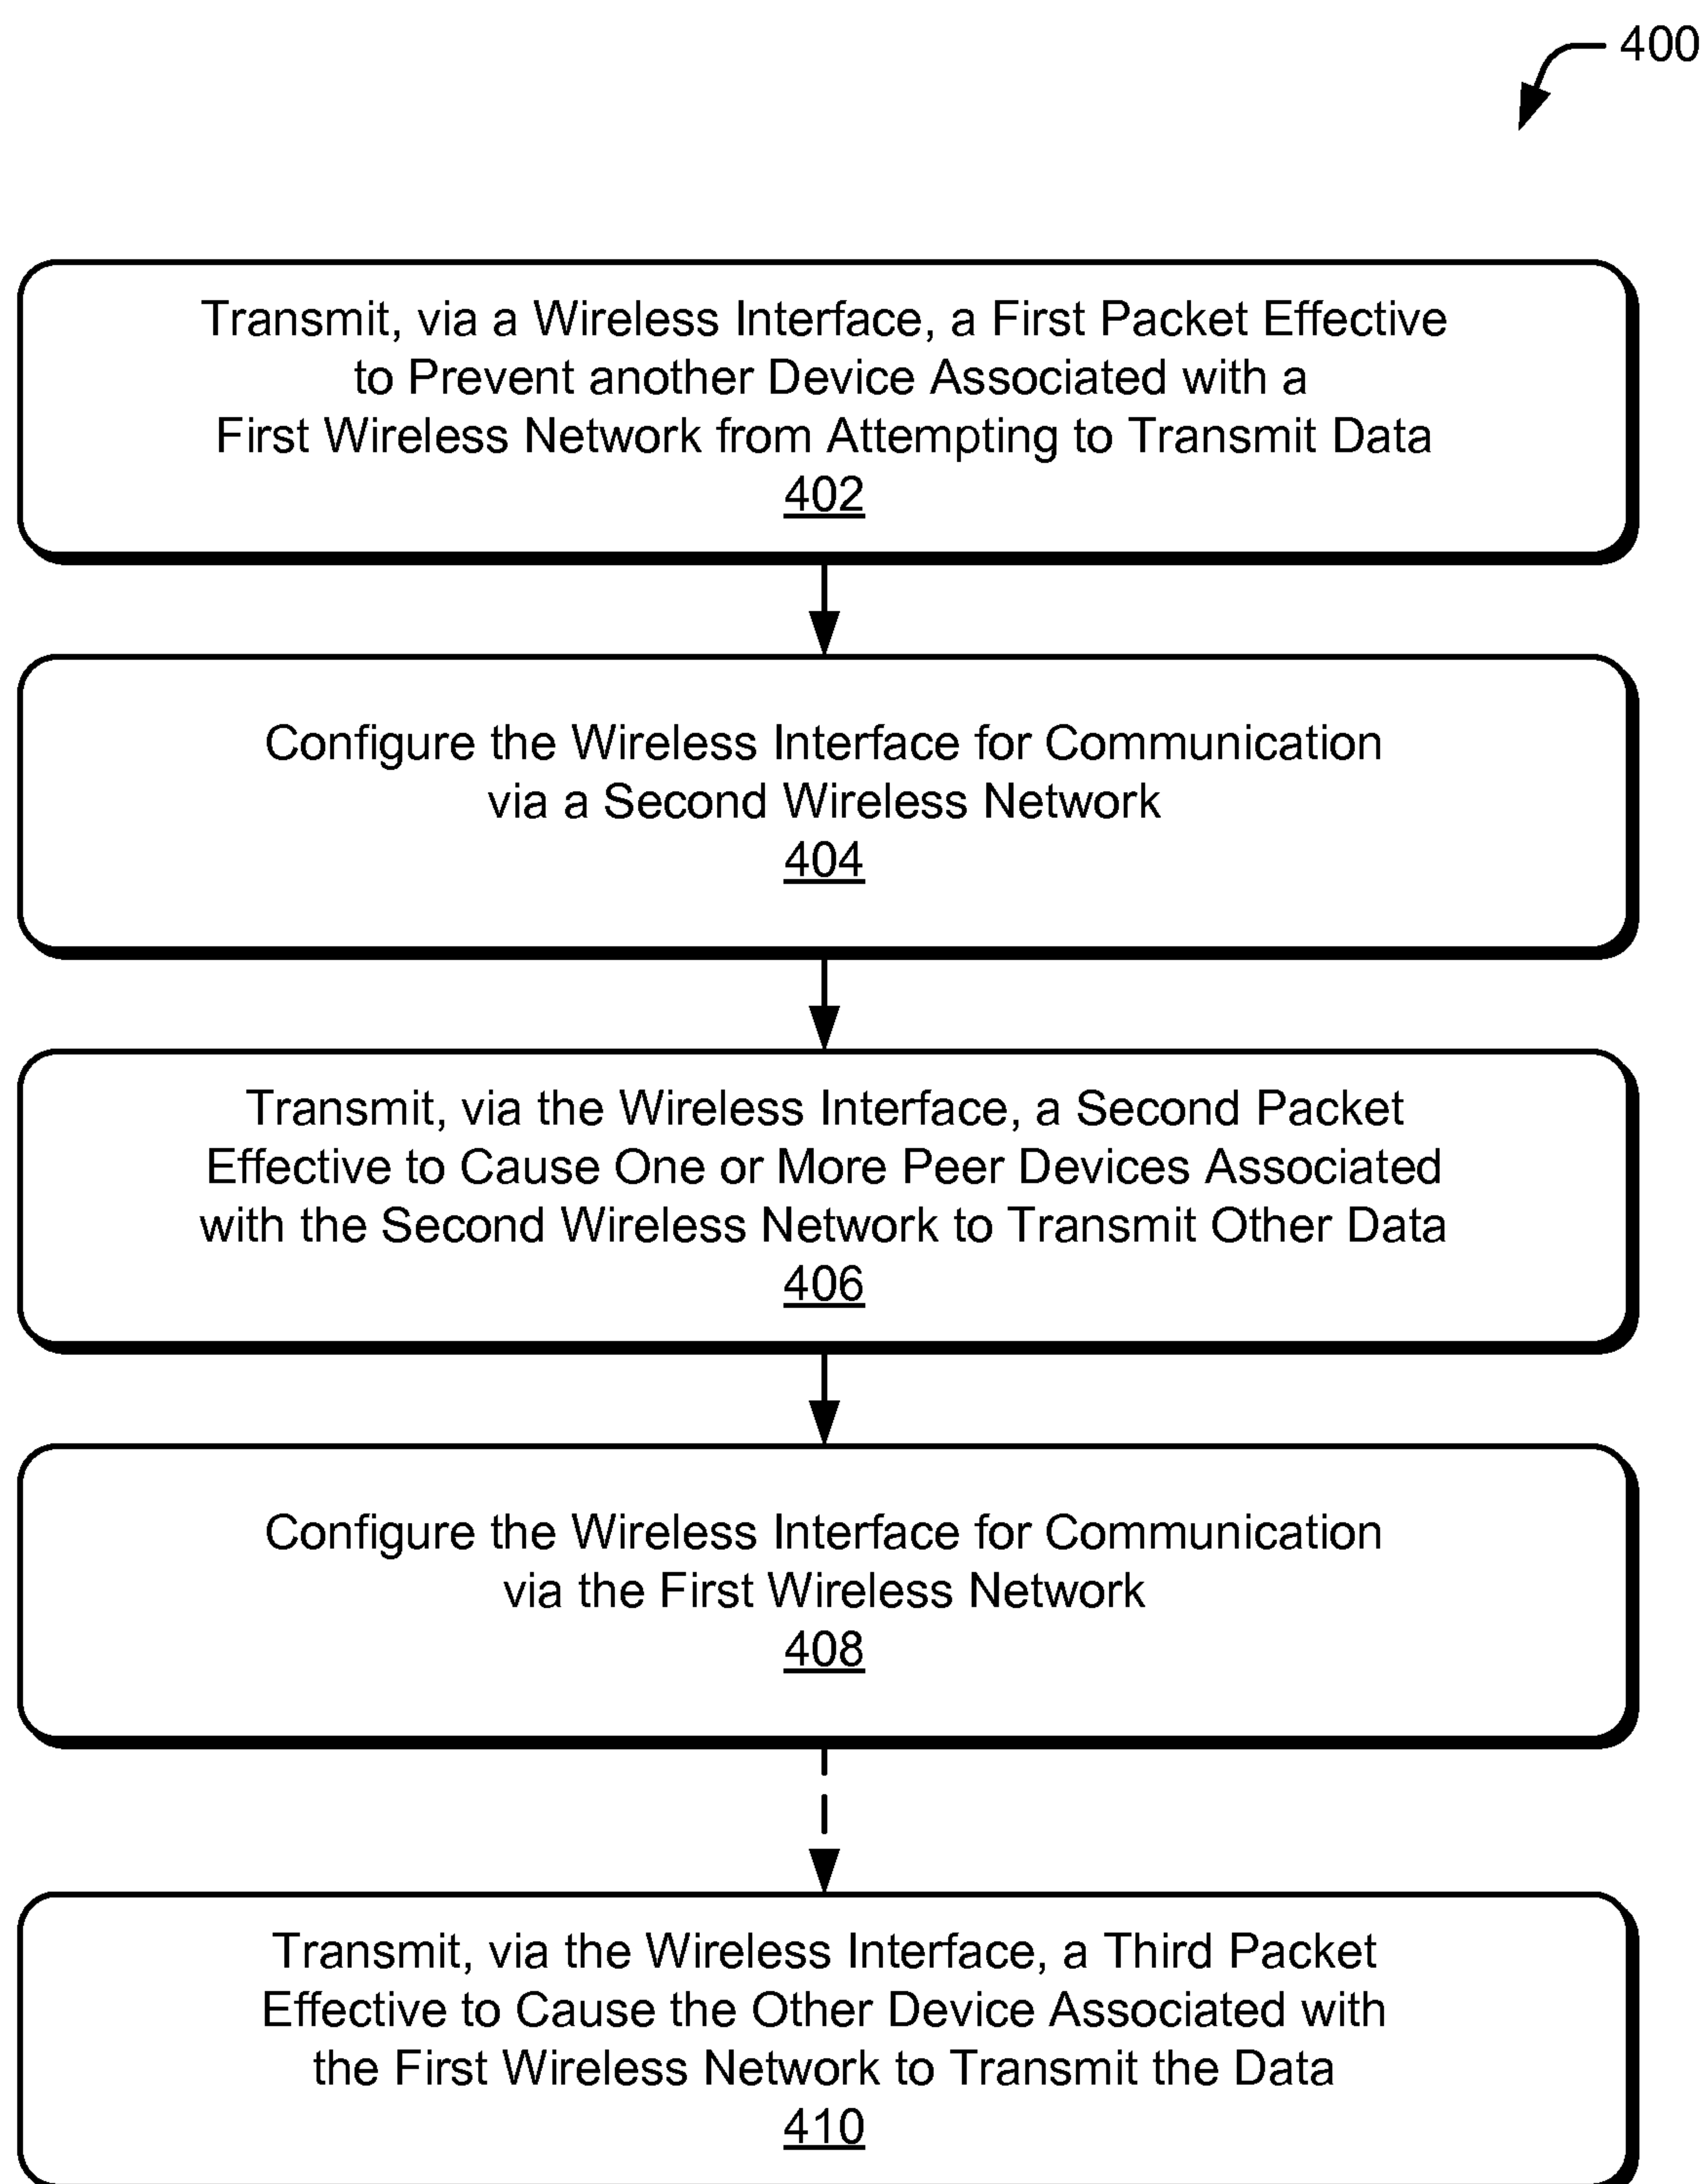 400
Transmit, via a Wireless Interface, a First Packet Effective
to Prevent another Device Associated with a
First Wireless Network from Attempting to Transmit Data
402
Configure the Wireless Interface for Communication
via a Second Wireless Network
404
Transmit, via the Wireless Interface, a Second Packet
Effective to Cause One or More Peer Devices Associated
with the Second Wireless Network to Transmit Other Data
406
Configure the Wireless Interface for Communication
via the First Wireless Network
408
Transmit, via the Wireless Interface, a Third Packet
Effective to Cause the Other Device Associated with
the First Wireless Network to Transmit the Data
410